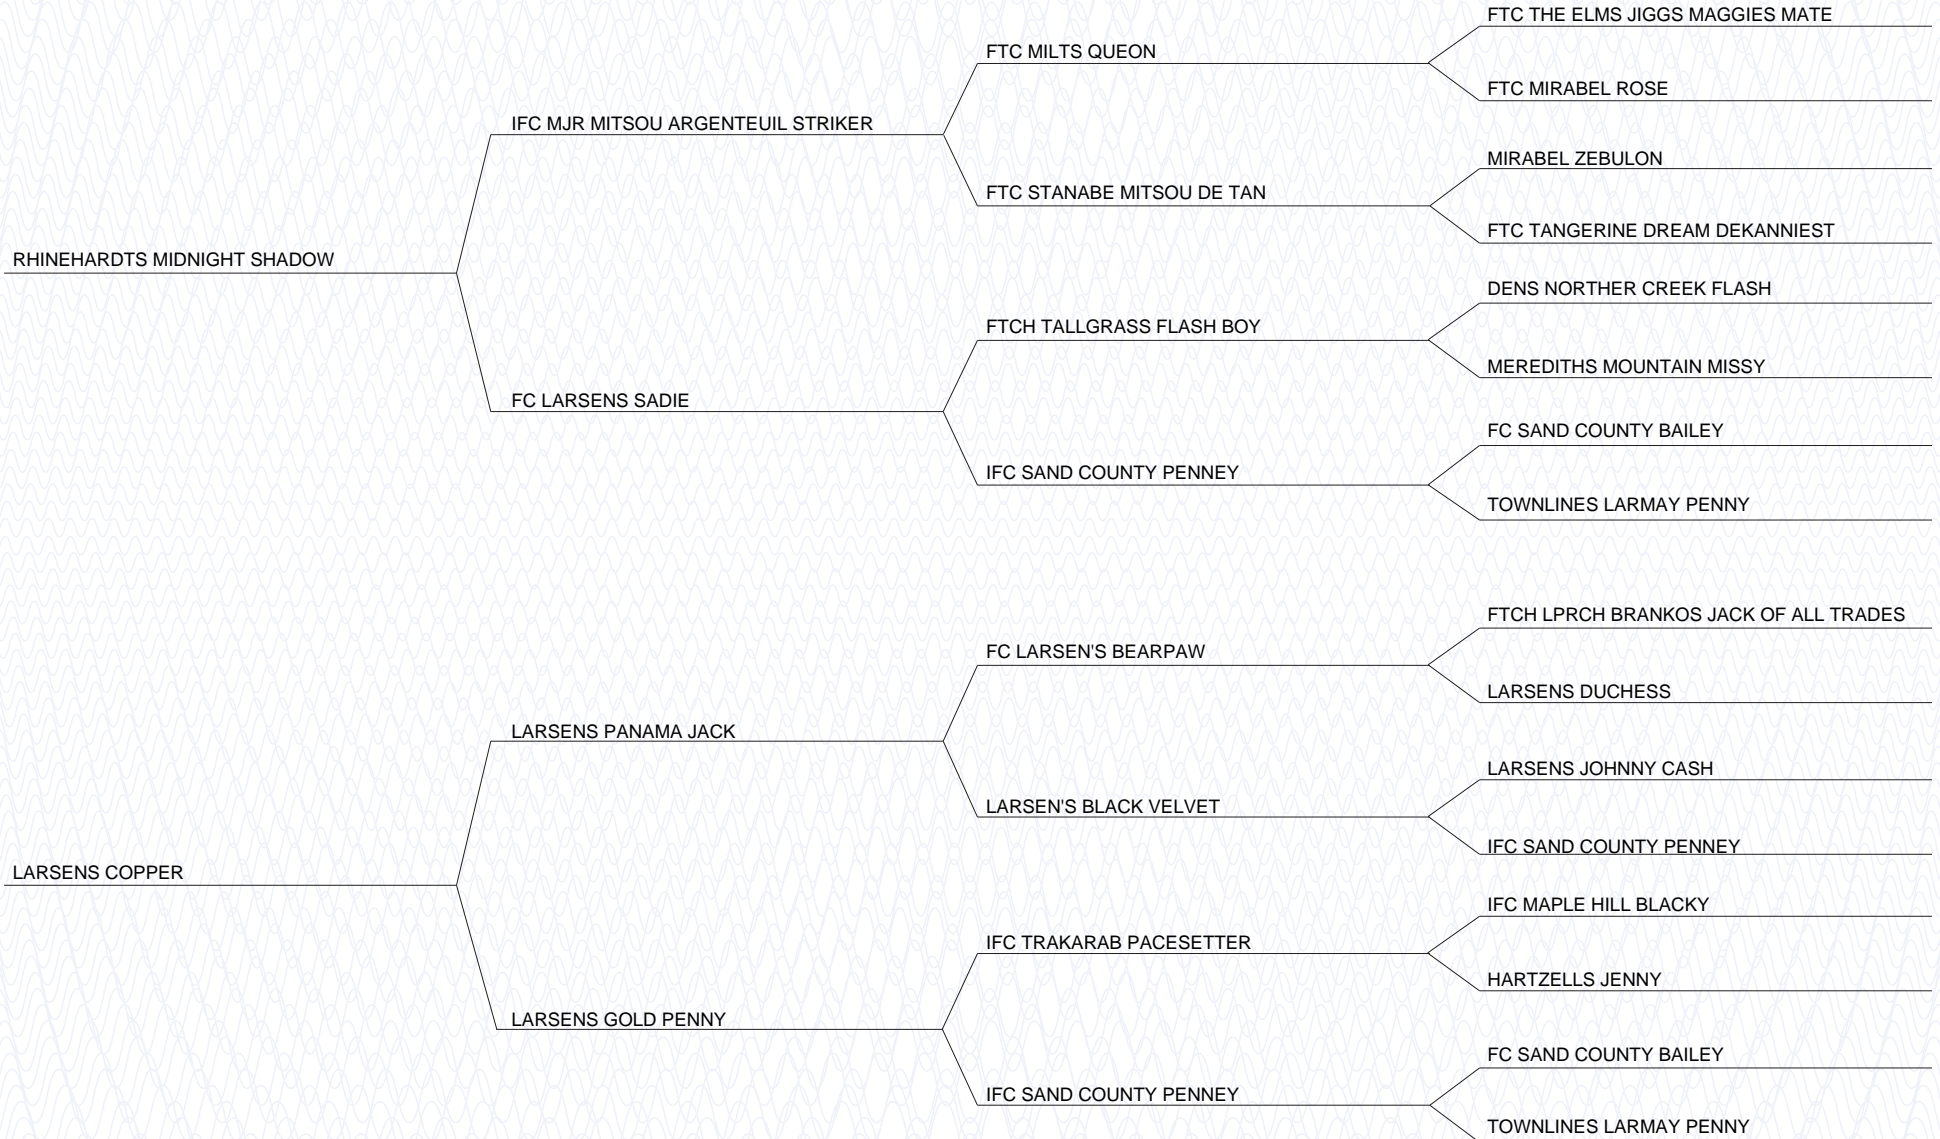 FTC THE ELMS JIGGS MAGGIES MATE
FTC MILTS QUEON
FTC MIRABEL ROSE
IFC MJR MITSOU ARGENTEUIL STRIKER
MIRABEL ZEBULON
FTC STANABE MITSOU DE TAN
FTC TANGERINE DREAM DEKANNIEST
RHINEHARDTS MIDNIGHT SHADOW
DENS NORTHER CREEK FLASH
FTCH TALLGRASS FLASH BOY
MEREDITHS MOUNTAIN MISSY
FC LARSENS SADIE
FC SAND COUNTY BAILEY
IFC SAND COUNTY PENNEY
TOWNLINES LARMAY PENNY
FTCH LPRCH BRANKOS JACK OF ALL TRADES
FC LARSEN'S BEARPAW
LARSENS DUCHESS
LARSENS PANAMA JACK
LARSENS JOHNNY CASH
LARSEN'S BLACK VELVET
IFC SAND COUNTY PENNEY
LARSENS COPPER
IFC MAPLE HILL BLACKY
IFC TRAKARAB PACESETTER
HARTZELLS JENNY
LARSENS GOLD PENNY
FC SAND COUNTY BAILEY
IFC SAND COUNTY PENNEY
TOWNLINES LARMAY PENNY